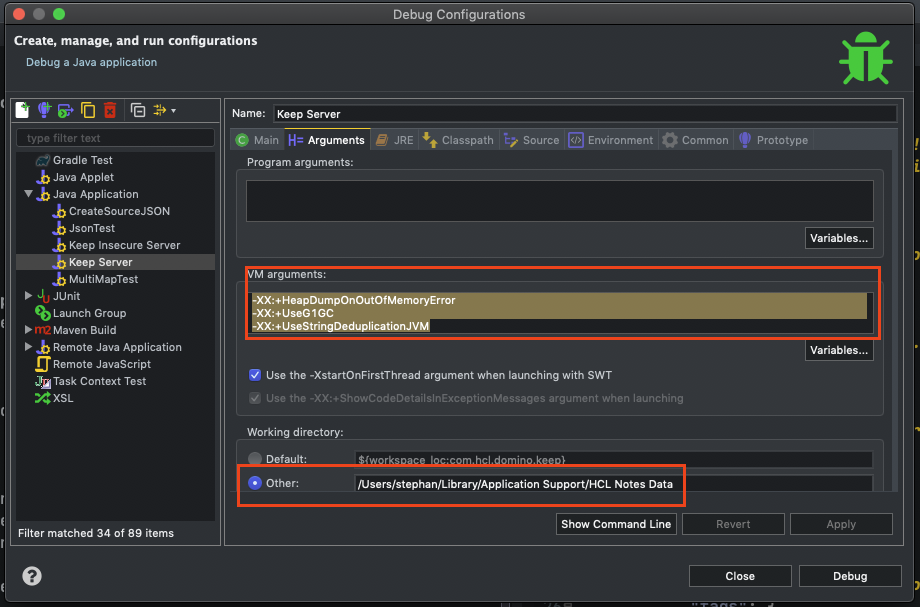 Debug Configurations
Create, manage, and run configurations
Debug a Java application
type filter text
Gradle Test
Java Applet
Java Application
CreateSourceJSON
JsonTest
Keep Insecure Server
Keep Server
MultiMapTest
JUnit
Launch Group
Maven Build
Remote Java Application
Remote JavaScript
Task Context Test
XSL
Filter matched 34 of 89 items
Name: Keep Server
Main Arguments JRE Classpath Source Environment Common Prototype
Program arguments:
Variables...
VM arguments:
-XX:+HeapDumpOnOutOfMemoryError
-XX:+UseG1GC
-XX:+UseStringDeduplicationJVM
Variables...
Use the -XstartOnFirstThread argument when launching with SWT
Use the -XX:+ShowCodeDetailsInExceptionMessages argument when launching
Working directory:
Default: ${workspace_loc:com.hcl.domino.keep}
Other: /Users/stephan/Library/Application Support/HCL Notes Data
Show Command Line Revert Apply
Close Debug